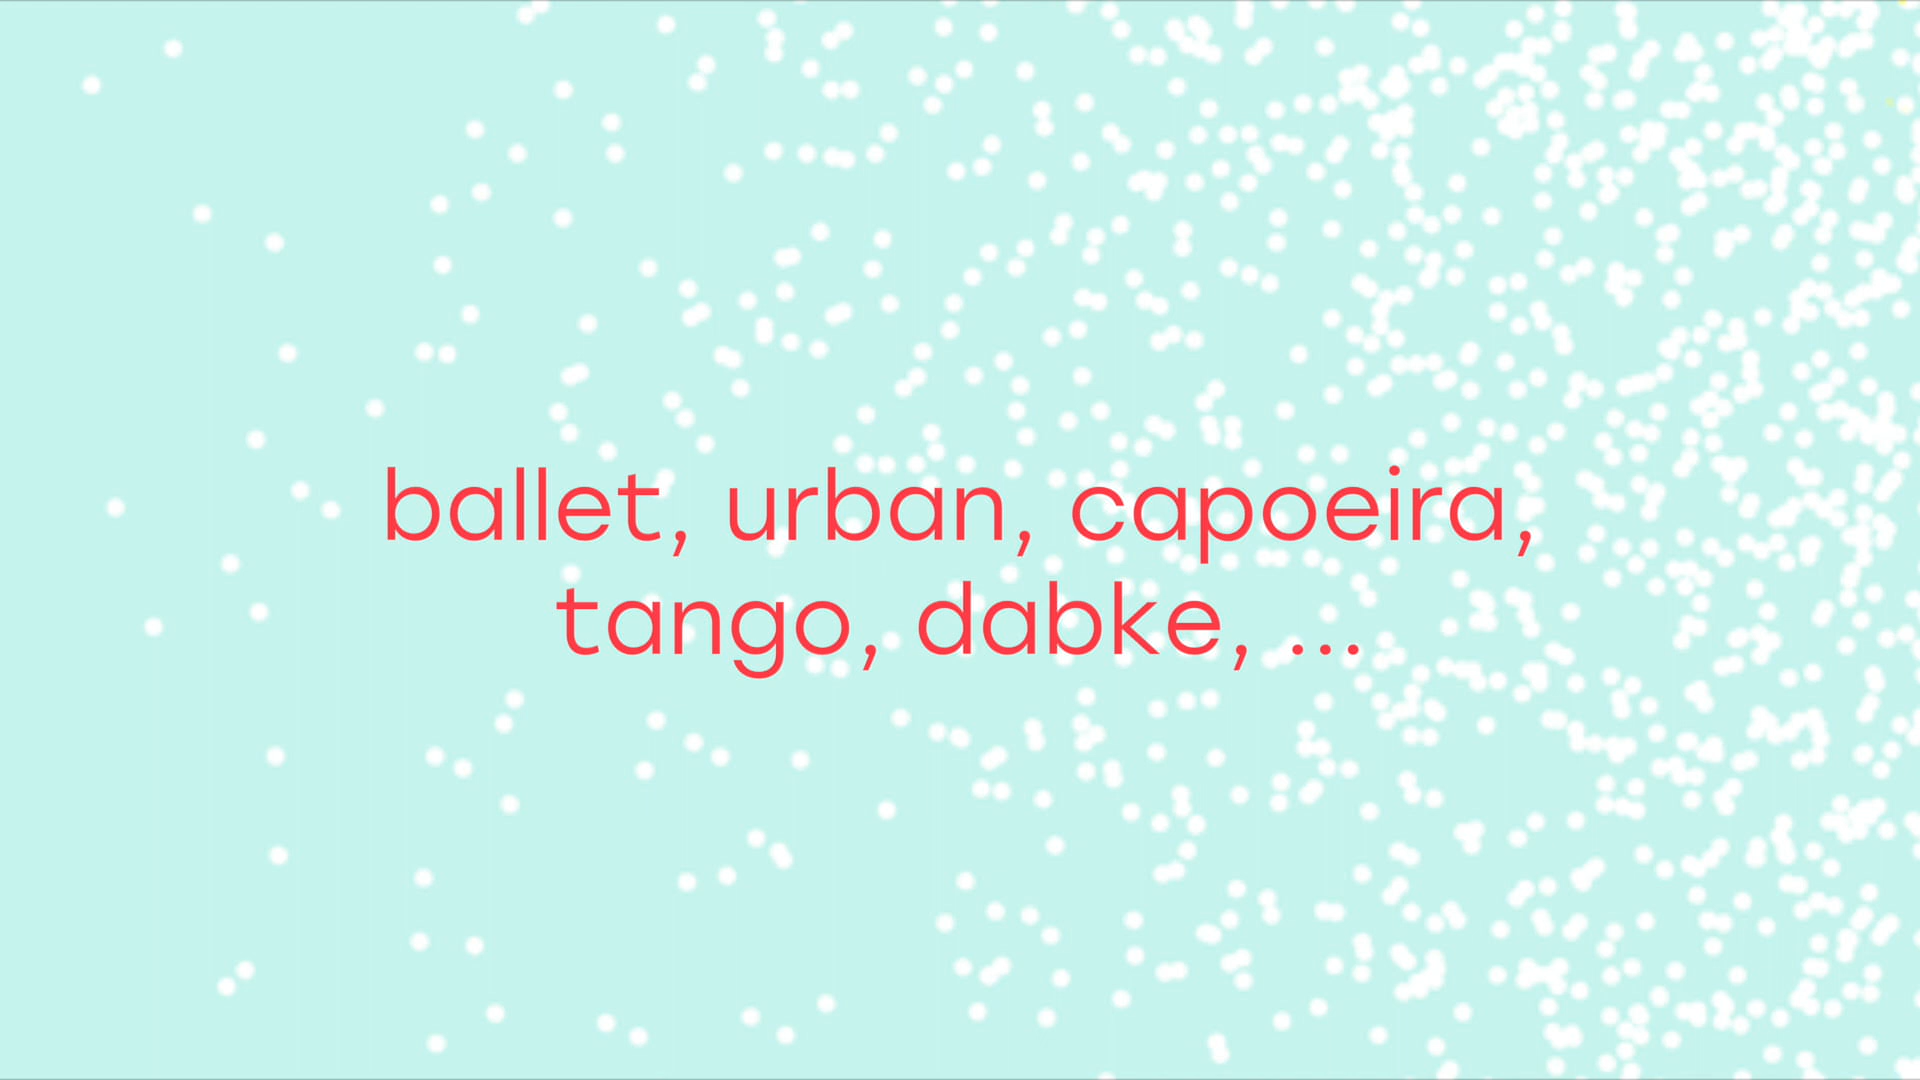 ballet, urban, capoeira,
tango, dabke, ...